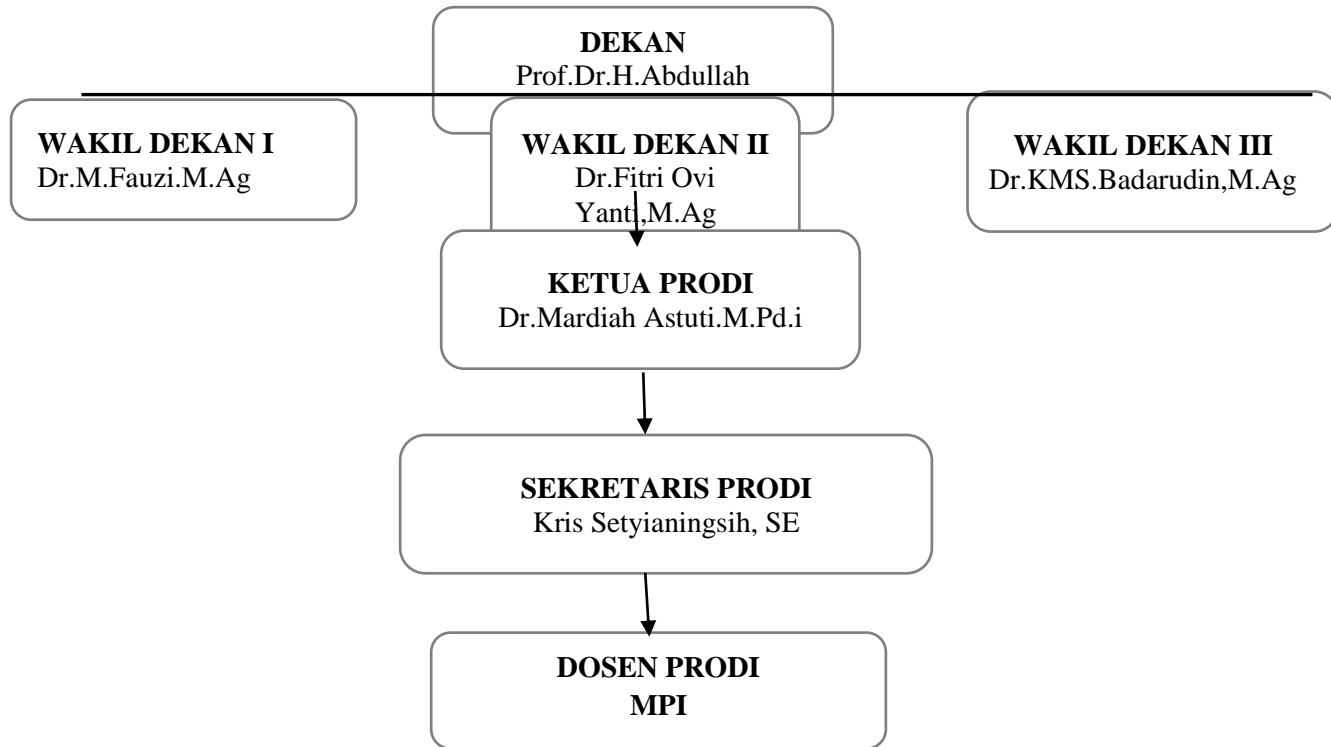 DEKAN
Prof.Dr.H.Abdullah
WAKIL DEKAN I
Dr.M.Fauzi.M.Ag
WAKIL DEKAN II
Dr.Fitri Ovi
Yanti,M.Ag
WAKIL DEKAN III
Dr.KMS.Badarudin,M.Ag
KETUA PRODI
Dr.Mardiah Astuti.M.Pd.i
SEKRETARIS PRODI
Kris Setyianingsih, SE
DOSEN PRODI
MPI